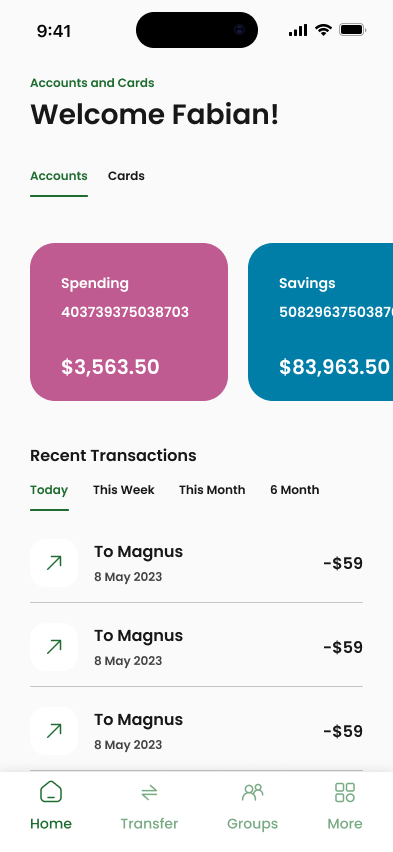 9:41
Accounts and Cards
Welcome Fabian!
Accounts Cards
Spending Savings
403739375038703 5082963750387
$3,563.50 $83,963.50
Recent Transactions
Today This Week This Month 6 Month
To Magnus -$59
8 May 2023
To Magnus -$59
8 May 2023
To Magnus -$59
8 May 2023
Home Transfer Groups More